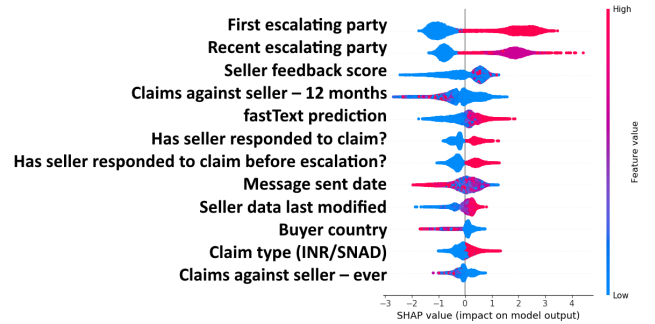 First escalating party
Recent escalating party
Seller feedback score
Claims against seller – 12 months
fastText prediction
Has seller responded to claim?
Has seller responded to claim before escalation?
Message sent date
Seller data last modified
Buyer country
Claim type (INR/SNAD)
Claims against seller – ever
−3 −2 −1 0 1 2 3 4
SHAP value (impact on model output)
High
Feature value
Low